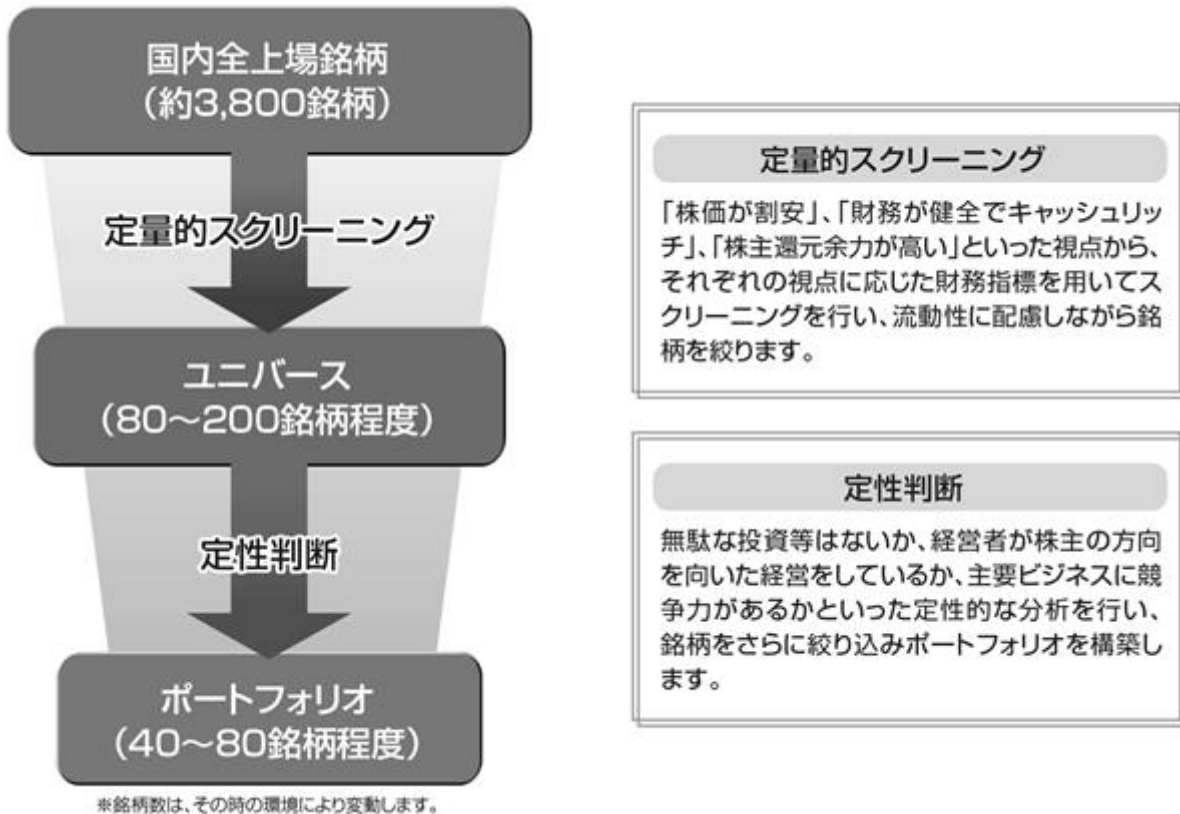 国内全上場銘柄
(約3,800銘柄)
定量的スクリーニング
ユニバース
(80～200銘柄程度)
定性判断
ポートフォリオ
(40～80銘柄程度)
※銘柄数は、その時の環境により変動します。
定量的スクリーニング
「株価が割安」、「財務が健全でキャッシュリッ
チ」、「株主還元余力が高い」といった視点から、
それぞれの視点に応じた財務指標を用いてス
クリーニングを行い、流動性に配慮しながら銘
柄を絞ります。
定性判断
無駄な投資等はないか、経営者が株主の方向
を向いた経営をしているか、主要ビジネスに競
争力があるかといった定性的な分析を行い、
銘柄をさらに絞り込みポートフォリオを構築し
ます。